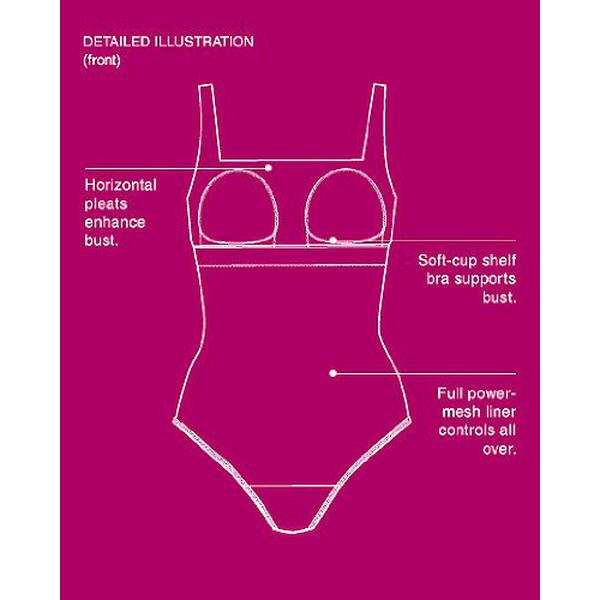 DETAILED ILLUSTRATION
(front)
Horizontal
pleats
enhance
bust.
Soft-cup shelf
bra supports
bust.
Full power-
mesh liner
controls all
over.